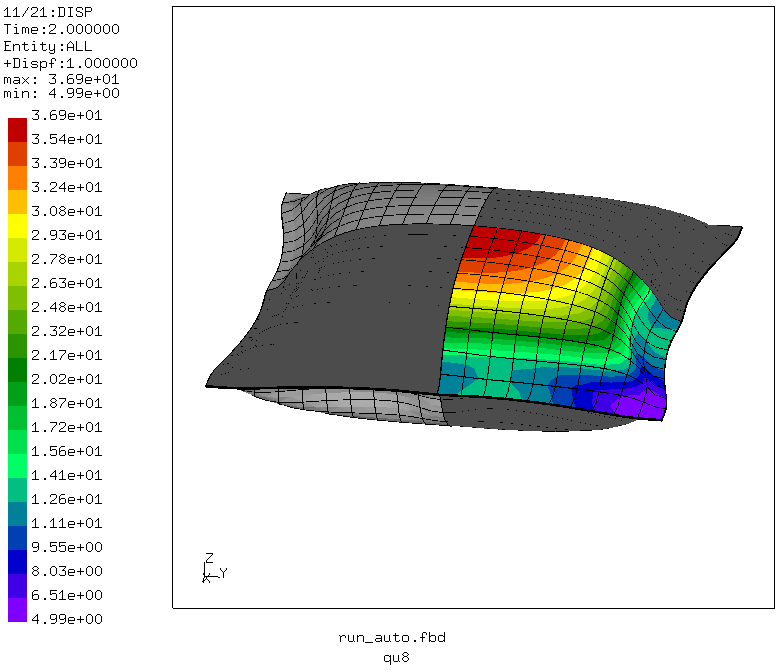 11/21:DISP
Time:2.000000
Entity:ALL
+Dispf:1.000000
max: 3.69e+01
min: 4.99e+00
3.69e+01
3.54e+01
3.39e+01
3.24e+01
3.08e+01
2.93e+01
2.78e+01
2.63e+01
2.48e+01
2.32e+01
2.17e+01
2.02e+01
1.87e+01
1.72e+01
1.56e+01
1.41e+01
1.26e+01
1.11e+01
9.55e+00
8.03e+00
6.51e+00
4.99e+00
Z
X Y
run_auto.fbd
qu8